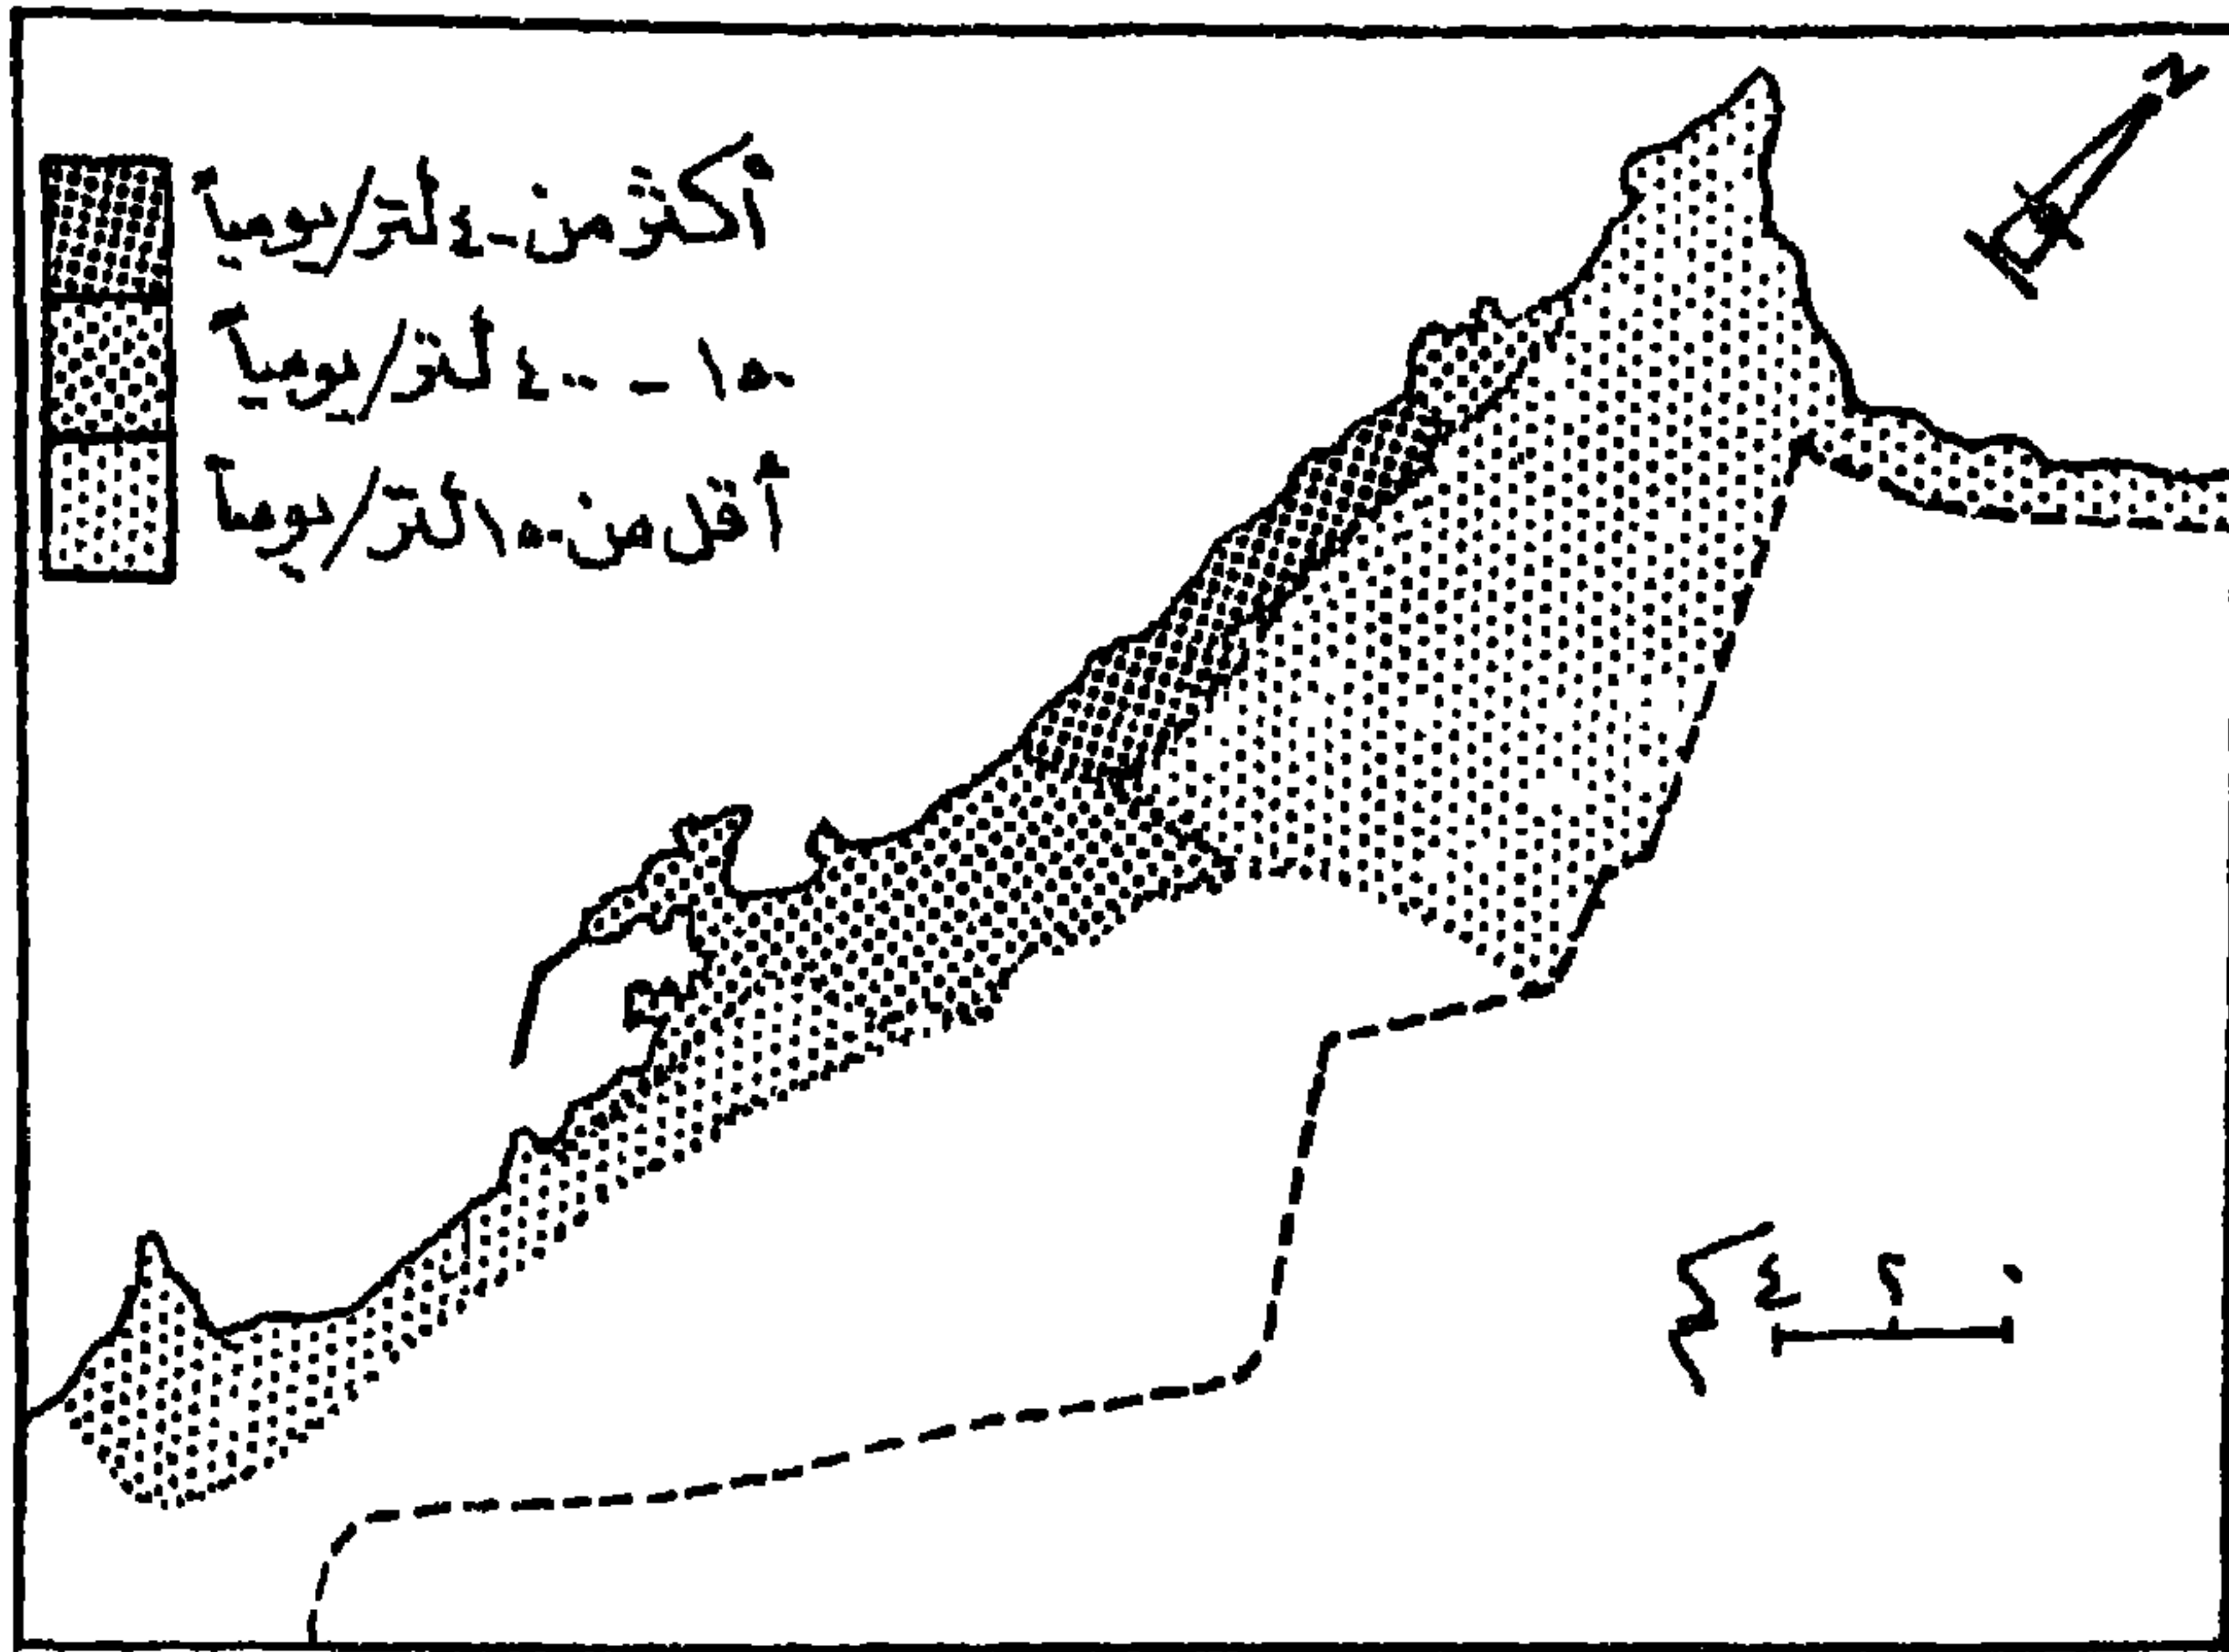 N
أكثر من ٤٠٠ لتر/يومياً
١٥٠ – ٤٠٠ لتر/يومياً
أقل من ١٥٠ لتر/يومياً
٠ ٢ ٤ كم